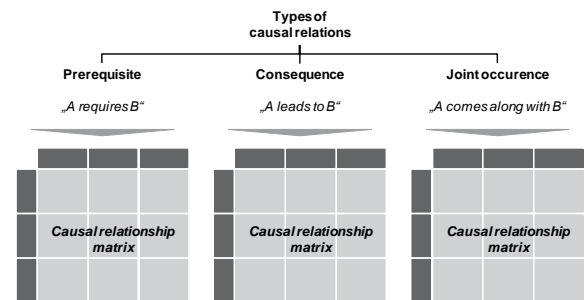 Types of
causal relations
Prerequisite
Consequence
Joint occurence
„A requires B“
„A leads to B“
„A comes along with B“
Causal relationship
matrix
Causal relationship
matrix
Causal relationship
matrix